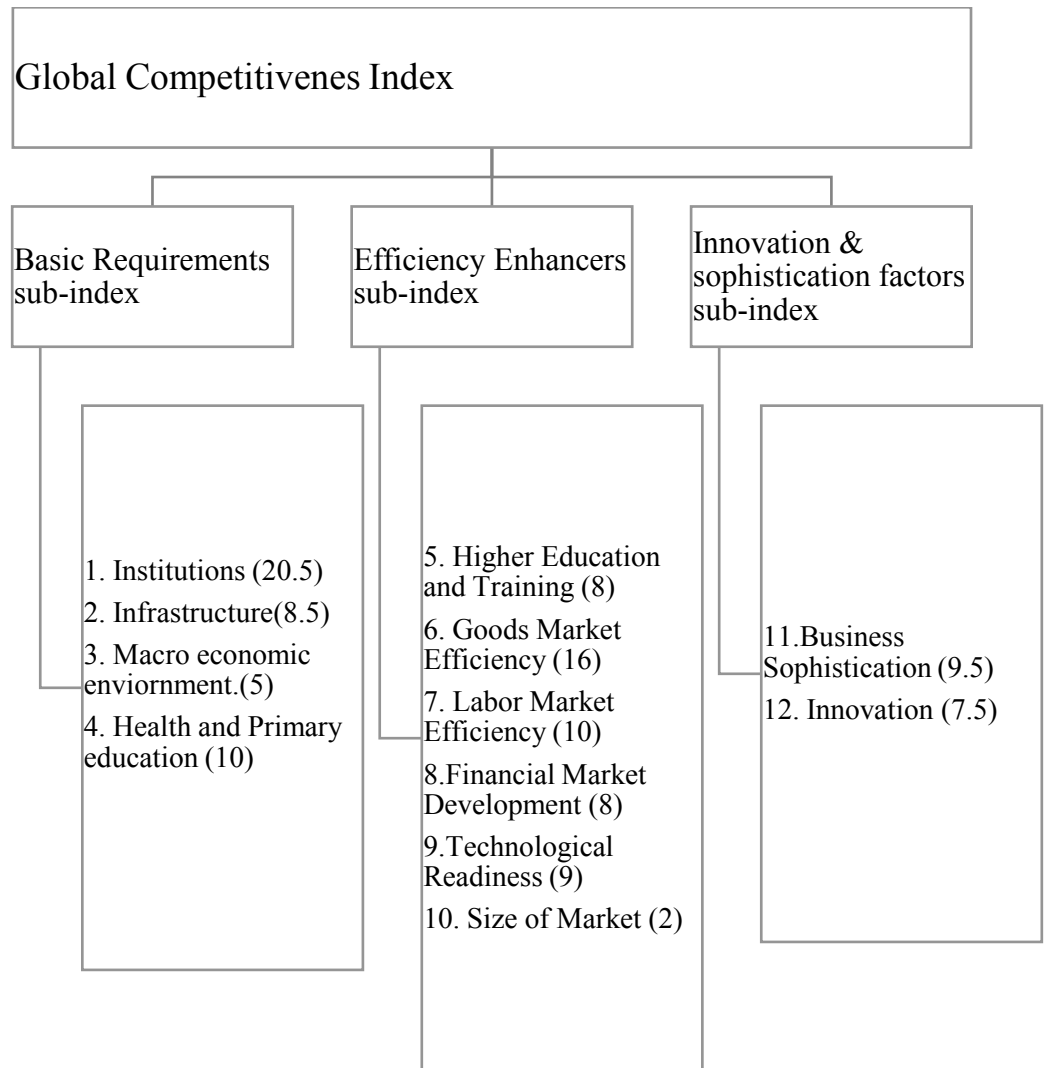 Global Competitivenes Index
Basic Requirements
sub-index
Efficiency Enhancers
sub-index
Innovation &
sophistication factors
sub-index
1. Institutions (20.5)
2. Infrastructure(8.5)
3. Macro economic
enviornment.(5)
4. Health and Primary
education (10)
5. Higher Education
and Training (8)
6. Goods Market
Efficiency (16)
7. Labor Market
Efficiency (10)
8.Financial Market
Development (8)
9.Technological
Readiness (9)
10. Size of Market (2)
11.Business
Sophistication (9.5)
12. Innovation (7.5)